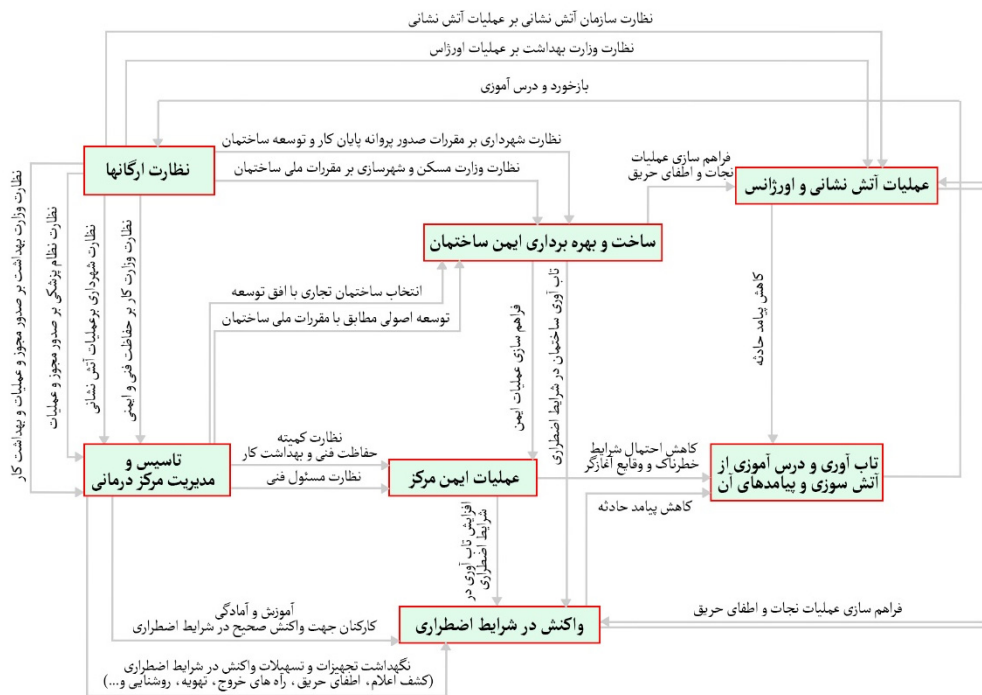 نظارت سازمان آتش نشانی بر عملیات آتش نشانی
نظارت وزارت بهداشت بر عملیات اورژاس
بازخورد و درس آموزی
نظارت شهرداری بر مقررات صدور پروانه پایان کار و توسعه ساختمان
نظارت وزارت مسکن و شهرسازی بر مقررات ملی ساختمان
نظارت ارگانها
فراهم سازی عملیات
نجات و اطفای حریق
عملیات آتش نشانی و اورژانس
ساخت و بهره برداری ایمن ساختمان
نظارت وزارت بهداشت بر صدور مجوز و عملیات و بهداشت کار
نظارت نظام پزشکی بر صدور مجوز و عملیات
نظارت شهرداری برعملیات آتش نشانی
نظارت وزارت کار بر حفاظت فنی و ایمنی
انتخاب ساختمان تجاری با افق توسعه
توسعه اصولی مطابق با مقررات ملی ساختمان
فراهم سازی عملیات ایمن
تاب آوری ساختمان در شرایط اضطراری
کاهش پیامد حادثه
تاسیس و
مدیریت مرکز درمانی
نظارت کمیته
حفاظت فنی و بهداشت کار
نظارت مسئول فنی
عملیات ایمن مرکز
کاهش احتمال شرایط
خطرناک و وقایع آغازگر
کاهش پیامد حادثه
تاب آوری و درس آموزی از
آتش سوزی و پیامدهای آن
افزایش تاب آوری در
شرایط اضطراری
آموزش و آمادگی
کارکنان جهت واکنش صحیح در شرایط اضطراری
واکنش در شرایط اضطراری
فراهم سازی عملیات نجات و اطفای حریق
نگهداشت تجهیزات و تسهیلات واکنش در شرایط اضطراری
(کشف اعلام، اطفای حریق، راه های خروج، تهویه، روشنایی و...)